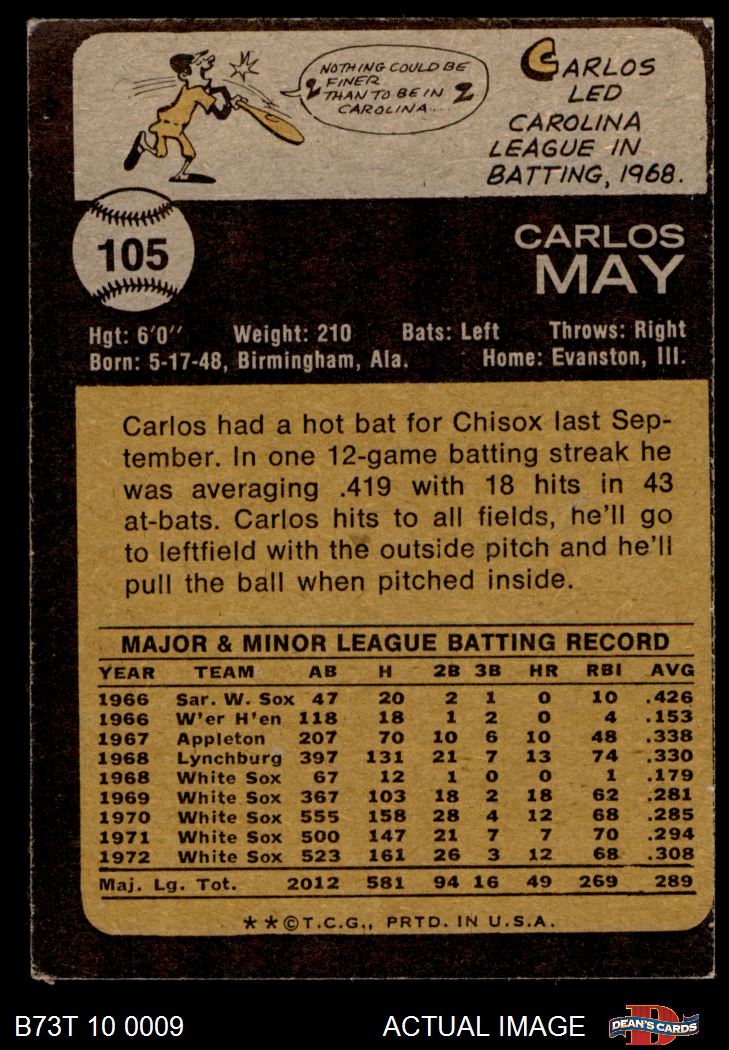 NOTHING COULD BE
FINER
THAN TO BE IN
CAROLINA...
CARLOS
LED
CAROLINA
LEAGUE IN
BATTING, 1968.
105
CARLOS
MAY
Hgt: 6'0" Weight: 210 Bats: Left Throws: Right
Born: 5-17-48, Birmingham, Ala. Home: Evanston, Ill.
Carlos had a hot bat for Chisox last Sep-
tember. In one 12-game batting streak he
was averaging .419 with 18 hits in 43
at-bats. Carlos hits to all fields, he'll go
to leftfield with the outside pitch and he'll
pull the ball when pitched inside.
MAJOR & MINOR LEAGUE BATTING RECORD
YEAR TEAM AB H 2B 3B HR RBI AVG
1966 Sar. W. Sox 47 20 2 1 0 10 .426
1966 W'er H'en 118 18 1 2 0 4 .153
1967 Appleton 207 70 10 6 10 48 .338
1968 Lynchburg 397 131 21 7 13 74 .330
1968 White Sox 67 12 1 0 0 1 .179
1969 White Sox 367 103 18 2 18 62 .281
1970 White Sox 555 158 28 4 12 68 .285
1971 White Sox 500 147 21 7 7 70 .294
1972 White Sox 523 161 26 3 12 68 .308
Maj. Lg. Tot. 2012 581 94 16 49 269 289
**©T.C.G., PRTD. IN U.S.A.
B73T 10 0009 ACTUAL IMAGE D DEAN'S CARDS